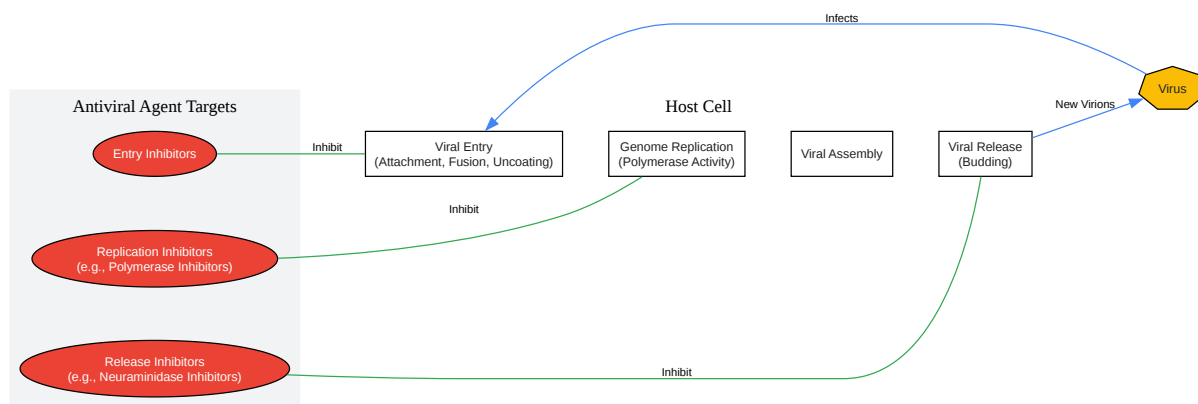 Infects
Virus
New Virions
Antiviral Agent Targets
Host Cell
Entry Inhibitors
Inhibit
Viral Entry
(Attachment, Fusion, Uncoating)
Genome Replication
(Polymerase Activity)
Viral Assembly
Viral Release
(Budding)
Inhibit
Replication Inhibitors
(e.g., Polymerase Inhibitors)
Release Inhibitors
(e.g., Neuraminidase Inhibitors)
Inhibit